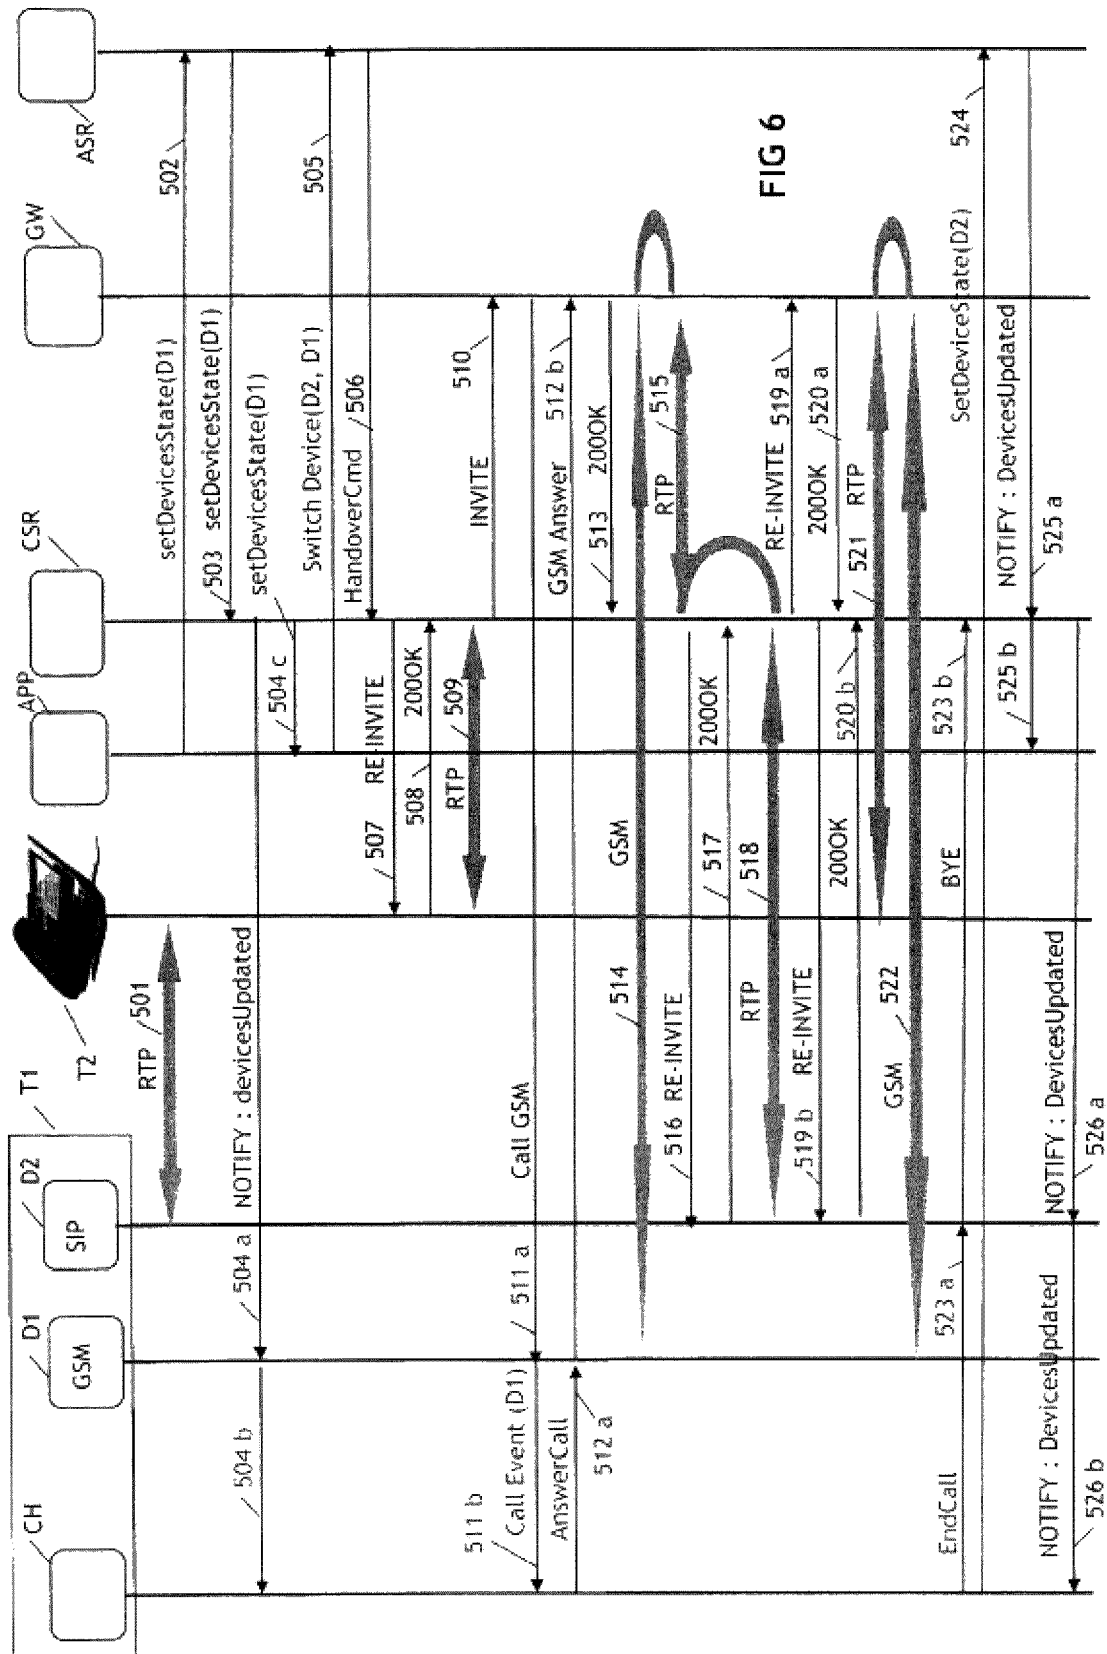 CH
D1
GSM
D2
SIP
T1
T2
APP
CSR
GW
ASR
RTP
501
setDevicesState(D1)
502
503 setDevicesState(D1)
504 b
504 a
NOTIFY : devicesUpdated
setDevicesState(D1)
504 c
Switch Device(D2, D1)
505
HandoverCmd
506
507
RE-INVITE
508
200OK
RTP
509
INVITE
510
511 b
Call Event (D1)
511 a
Call GSM
AnswerCall
512 a
GSM Answer
512 b
513
200OK
514
GSM
RTP
515
516 RE-INVITE
517
200OK
RTP
518
RE-INVITE
519 a
519 b
RE-INVITE
200OK
520 a
200OK
520 b
521
RTP
GSM
522
EndCall
523 a
BYE
523 b
SetDeviceState(D2)
524
NOTIFY : DevicesUpdated
525 b
525 a
NOTIFY : DevicesUpdated
526 b
NOTIFY : DevicesUpdated
526 a
FIG 6